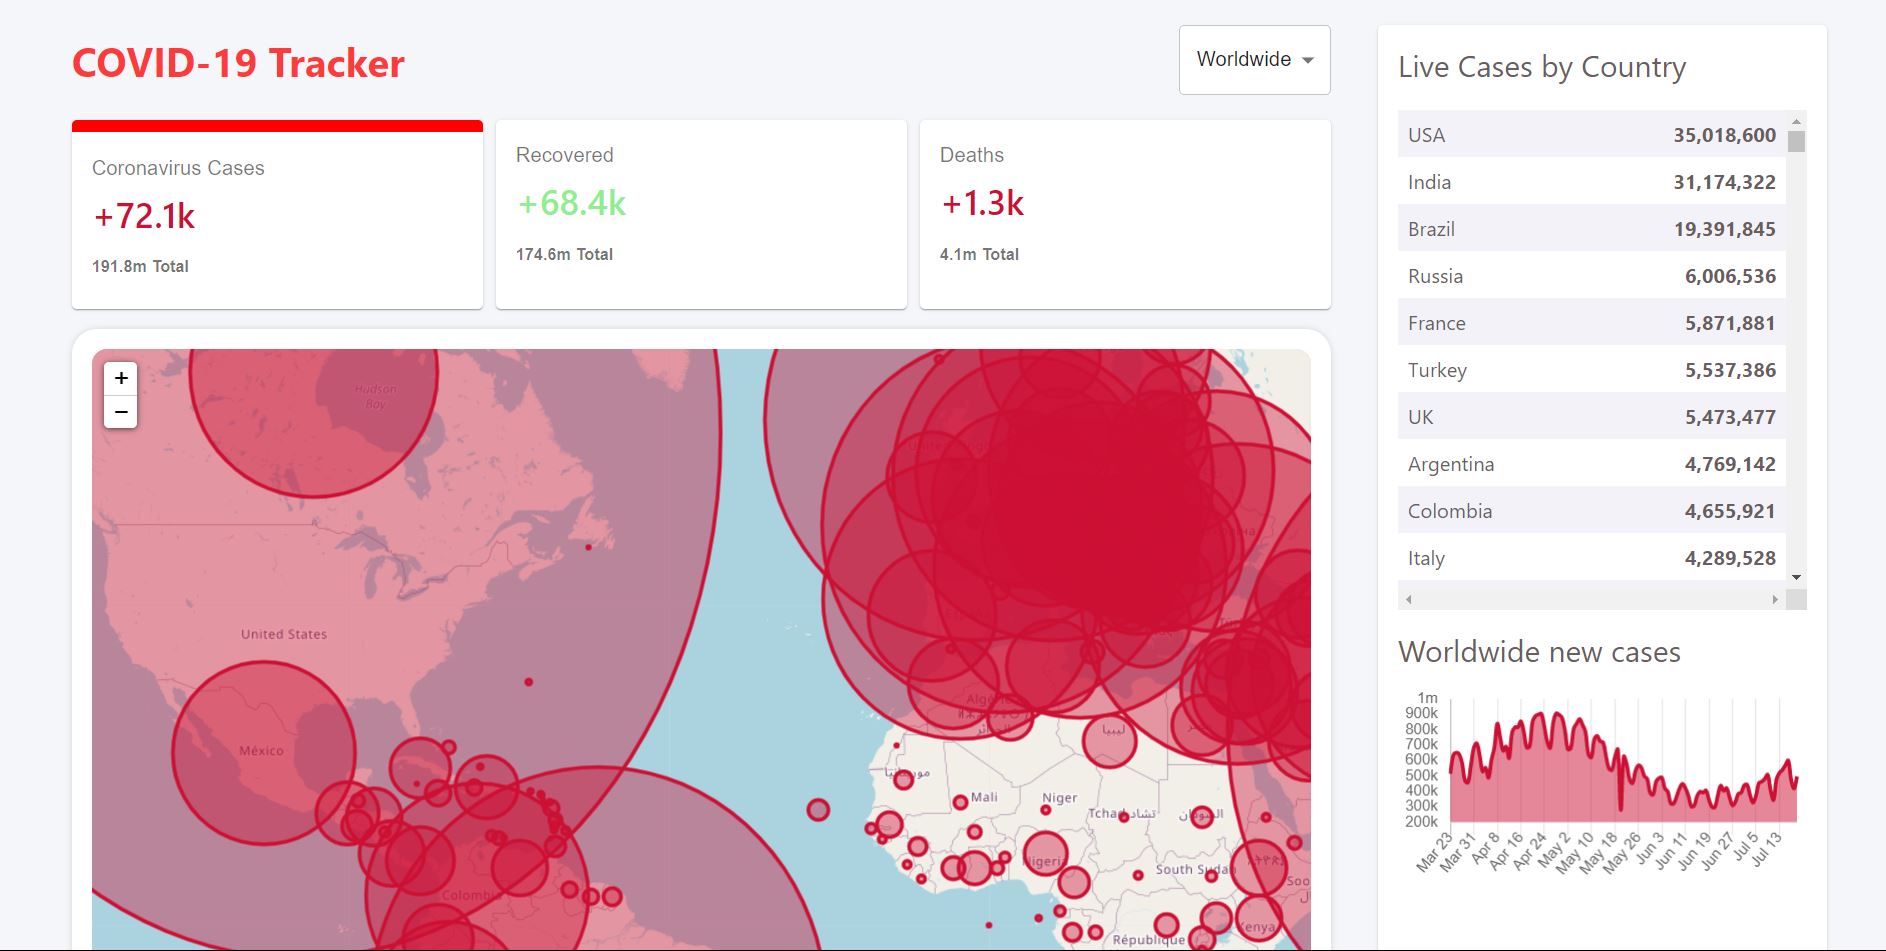 COVID-19 Tracker
Worldwide
Coronavirus Cases
+72.1k
191.8m Total
Recovered
+68.4k
174.6m Total
Deaths
+1.3k
4.1m Total
+
−
Hudson
Bay
United States
México
Colombia
موريتانيا
Mali
Niger
ليبيا
Nigeria
South Sudan
Kenya
République
Live Cases by Country
USA 35,018,600
India 31,174,322
Brazil 19,391,845
Russia 6,006,536
France 5,871,881
Turkey 5,537,386
UK 5,473,477
Argentina 4,769,142
Colombia 4,655,921
Italy 4,289,528
Worldwide new cases
1m
900k
800k
700k
600k
500k
400k
300k
200k
Mar 23
Mar 31
Apr 8
Apr 16
Apr 24
May 2
May 10
May 18
May 26
Jun 3
Jun 11
Jun 19
Jun 27
Jul 5
Jul 13